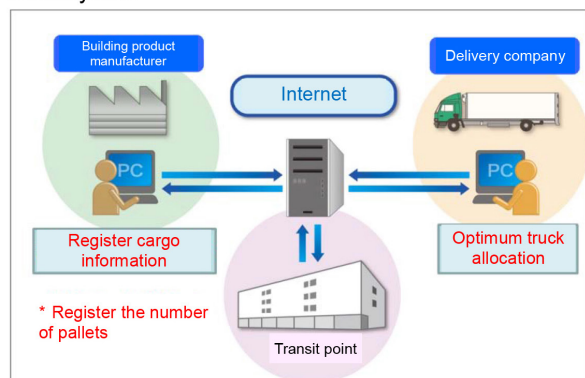 Building product
manufacturer
Internet
Delivery company
PC
PC
Register cargo
information
Optimum truck
allocation
* Register the number
of pallets
Transit point